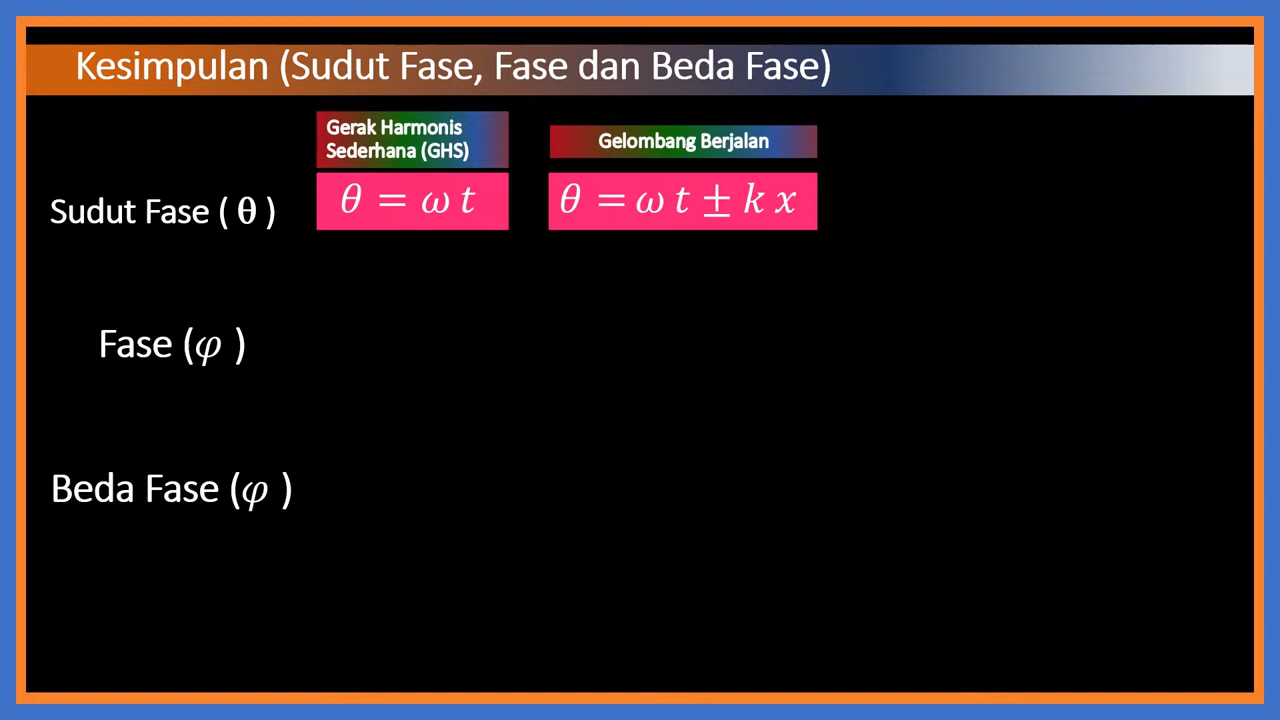 Kesimpulan (Sudut Fase, Fase dan Beda Fase)
Gerak Harmonis
Sederhana (GHS)
Gelombang Berjalan
Sudut Fase ( θ )
θ = ω t
θ = ω t ± k x
Fase (φ )
Beda Fase (φ )